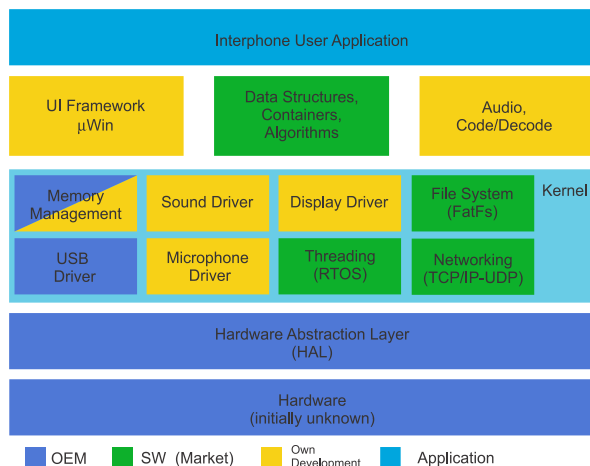 Interphone User Application
UI Framework
μWin
Data Structures,
Containers,
Algorithms
Audio,
Code/Decode
Kernel
Memory
Management
Sound Driver
Display Driver
File System
(FatFs)
USB
Driver
Microphone
Driver
Threading
(RTOS)
Networking
(TCP/IP-UDP)
Hardware Abstraction Layer
(HAL)
Hardware
(initially unknown)
OEM
SW (Market)
Own
Development
Application